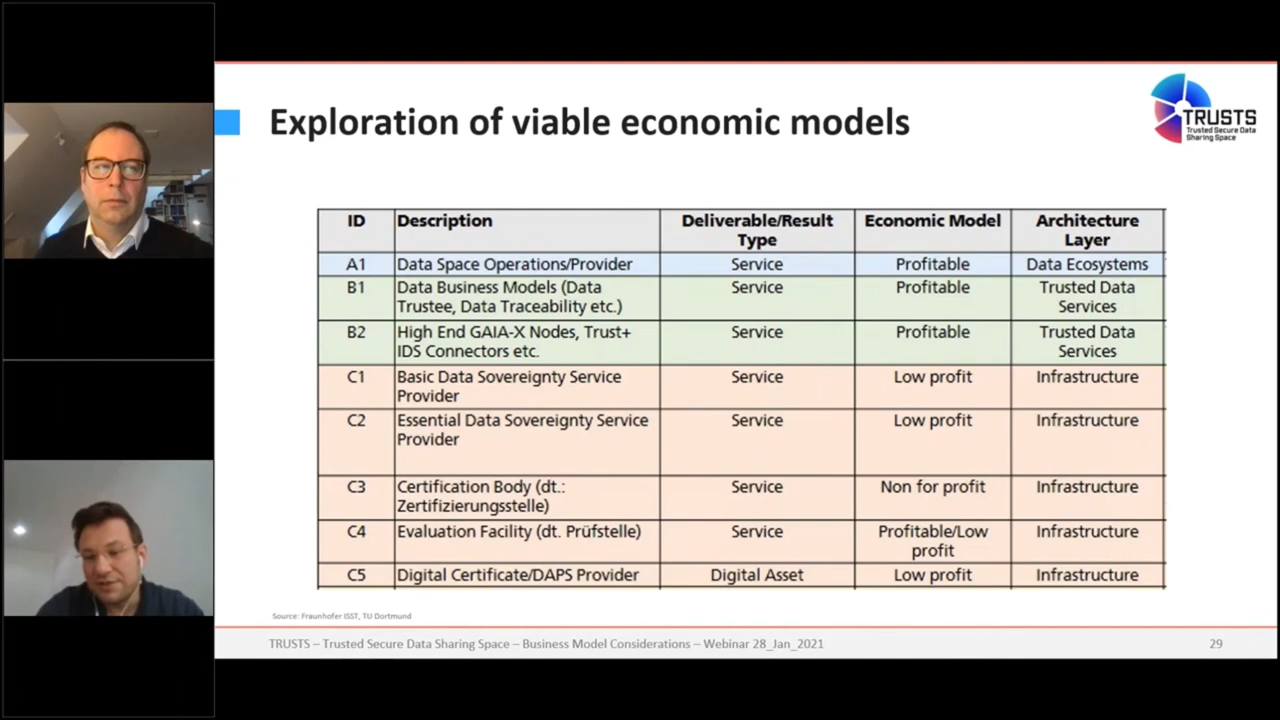 Exploration of viable economic models
TRUSTS
Trusted Secure Data
Sharing Space
ID Description Deliverable/Result Type Economic Model Architecture Layer
A1 Data Space Operations/Provider Service Profitable Data Ecosystems
B1 Data Business Models (Data Trustee, Data Traceability etc.) Service Profitable Trusted Data Services
B2 High End GAIA-X Nodes, Trust+ IDS Connectors etc. Service Profitable Trusted Data Services
C1 Basic Data Sovereignty Service Provider Service Low profit Infrastructure
C2 Essential Data Sovereignty Service Provider Service Low profit Infrastructure
C3 Certification Body (dt.: Zertifizierungsstelle) Service Non for profit Infrastructure
C4 Evaluation Facility (dt. Prüfstelle) Service Profitable/Low profit Infrastructure
C5 Digital Certificate/DAPS Provider Digital Asset Low profit Infrastructure
Source: Fraunhofer ISST, TU Dortmund
TRUSTS – Trusted Secure Data Sharing Space – Business Model Considerations – Webinar 28_Jan_2021 29